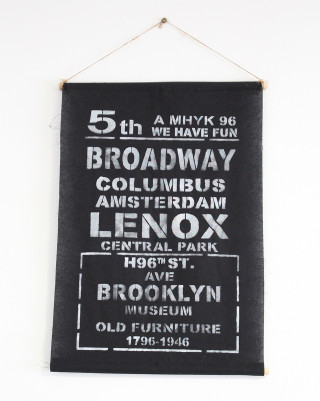 5th A MHYK 96
WE HAVE FUN
BROADWAY
COLUMBUS
AMSTERDAM
LENOX
CENTRAL PARK
H96TH ST.
AVE
BROOKLYN
MUSEUM
OLD FURNITURE
1796-1946